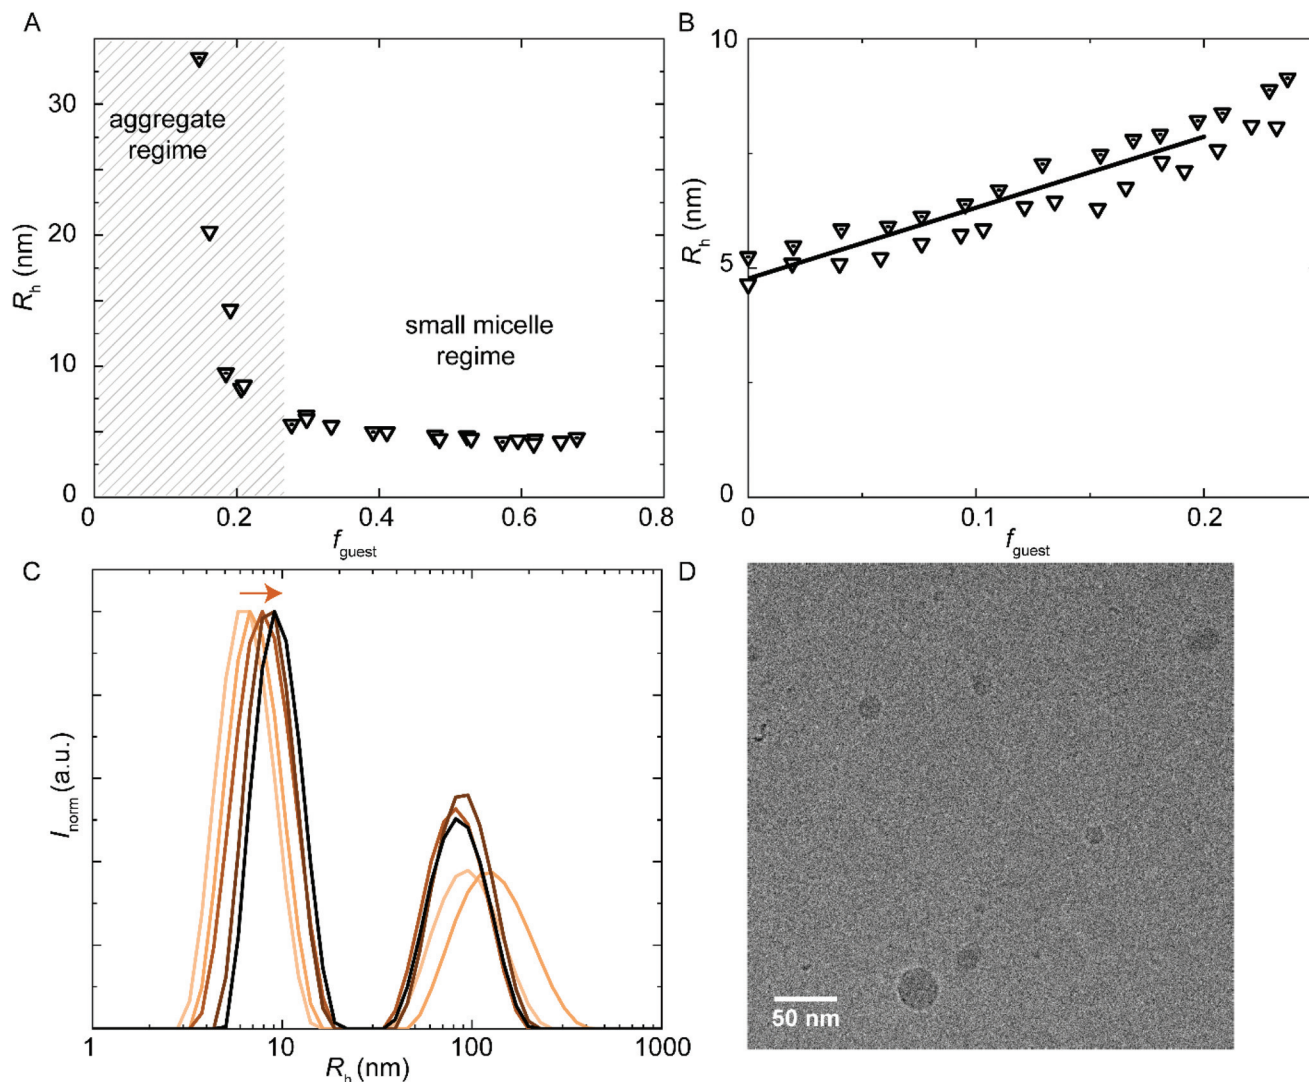 A
B
aggregate
regime
small micelle
regime
R_h (nm)
30
20
10
0
0
0.2
0.4
0.6
0.8
f_guest
R_h (nm)
10
5
0
0
0.1
0.2
f_guest
C
D
I_norm (a.u.)
1
10
100
1000
R_h (nm)
50 nm